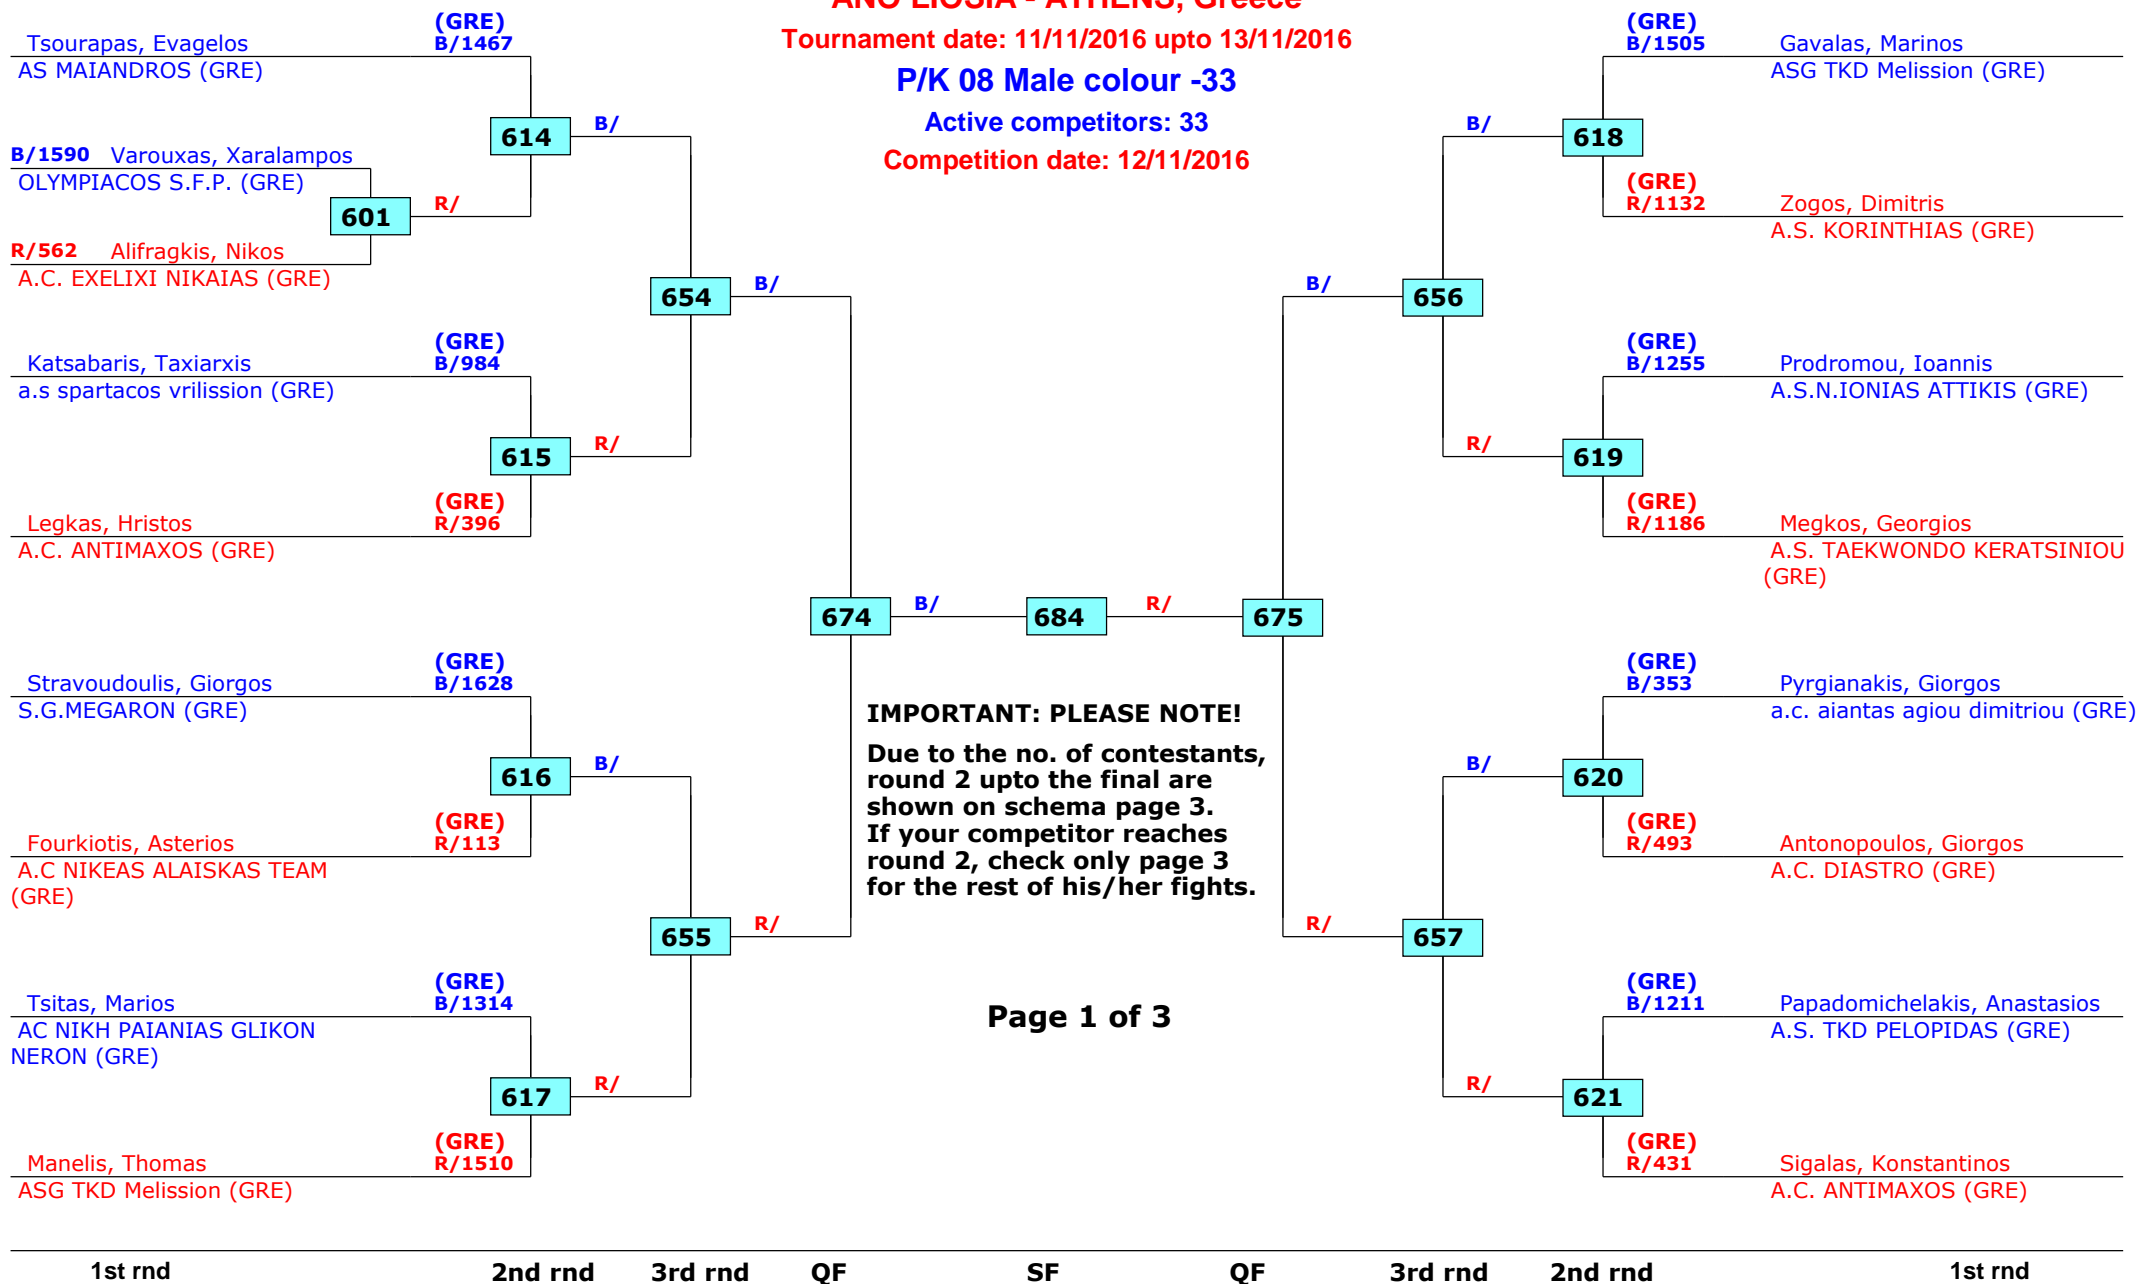 ANO LIOSIA - ATHENS, Greece
Tournament date: 11/11/2016 upto 13/11/2016
P/K 08 Male colour -33
Active competitors: 33
Competition date: 12/11/2016
(GRE)
Tsourapas, Evagelos B/1467
AS MAIANDROS (GRE)
614
B/
B/1590 Varouxas, Xaralampos
OLYMPIACOS S.F.P. (GRE)
601
R/
R/562 Alifragkis, Nikos
A.C. EXELIXI NIKAIAS (GRE)
654
B/
(GRE)
Katsabaris, Taxiarxis B/984
a.s spartacos vrilission (GRE)
615
R/
(GRE)
Legkas, Hristos R/396
A.C. ANTIMAXOS (GRE)
674
B/
684
R/
675
(GRE)
Stravoudoulis, Giorgos B/1628
S.G.MEGARON (GRE)
616
B/
(GRE)
Fourkiotis, Asterios R/113
A.C NIKEAS ALAISKAS TEAM
(GRE)
655
R/
(GRE)
Tsitas, Marios B/1314
AC NIKH PAIANIAS GLIKON
NERON (GRE)
617
R/
(GRE)
Manelis, Thomas R/1510
ASG TKD Melission (GRE)
IMPORTANT: PLEASE NOTE!
Due to the no. of contestants,
round 2 upto the final are
shown on schema page 3.
If your competitor reaches
round 2, check only page 3
for the rest of his/her fights.
Page 1 of 3
(GRE)
B/1505 Gavalas, Marinos
ASG TKD Melission (GRE)
B/
618
(GRE)
R/1132 Zogos, Dimitris
A.S. KORINTHIAS (GRE)
B/
656
(GRE)
B/1255 Prodromou, Ioannis
A.S.N.IONIAS ATTIKIS (GRE)
R/
619
(GRE)
R/1186 Megkos, Georgios
A.S. TAEKWONDO KERATSINIOU
(GRE)
(GRE)
B/353 Pyrgianakis, Giorgos
a.c. aiantas agiou dimitriou (GRE)
B/
620
(GRE)
R/493 Antonopoulos, Giorgos
A.C. DIASTRO (GRE)
R/
657
(GRE)
B/1211 Papadomichelakis, Anastasios
A.S. TKD PELOPIDAS (GRE)
R/
621
(GRE)
R/431 Sigalas, Konstantinos
A.C. ANTIMAXOS (GRE)
1st rnd 2nd rnd 3rd rnd QF SF QF 3rd rnd 2nd rnd 1st rnd